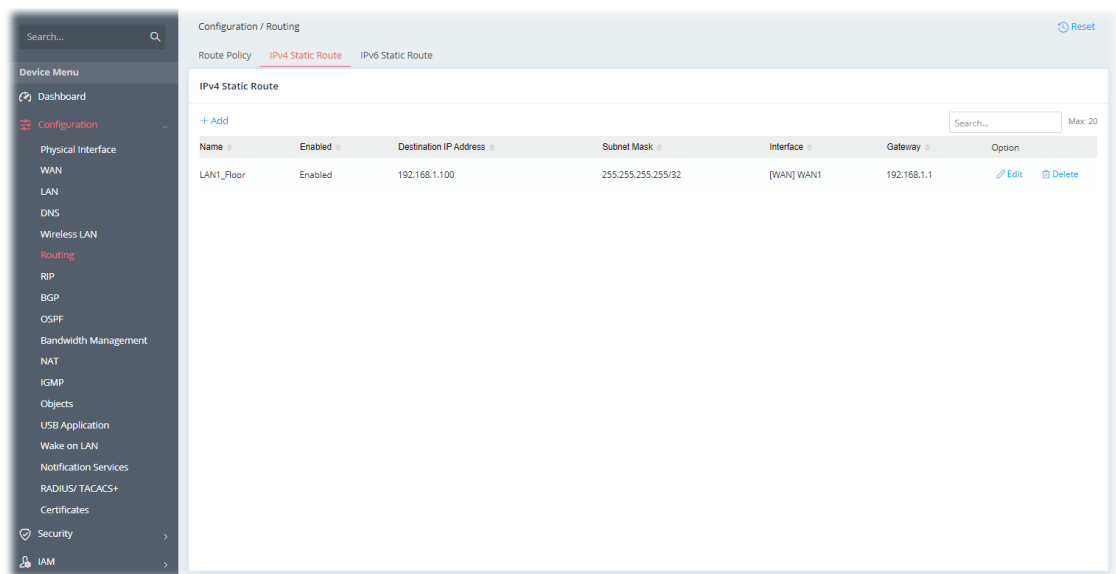 Search...
Device Menu
Dashboard
Configuration
Physical Interface
WAN
LAN
DNS
Wireless LAN
Routing
RIP
BGP
OSPF
Bandwidth Management
NAT
IGMP
Objects
USB Application
Wake on LAN
Notification Services
RADIUS/ TACACS+
Certificates
Security
IAM
Configuration / Routing
Reset
Route Policy IPv4 Static Route IPv6 Static Route
IPv4 Static Route
+ Add Search... Max: 20
Name Enabled Destination IP Address Subnet Mask Interface Gateway Option
LAN1_Floor Enabled 192.168.1.100 255.255.255.255/32 [WAN] WAN1 192.168.1.1 Edit Delete